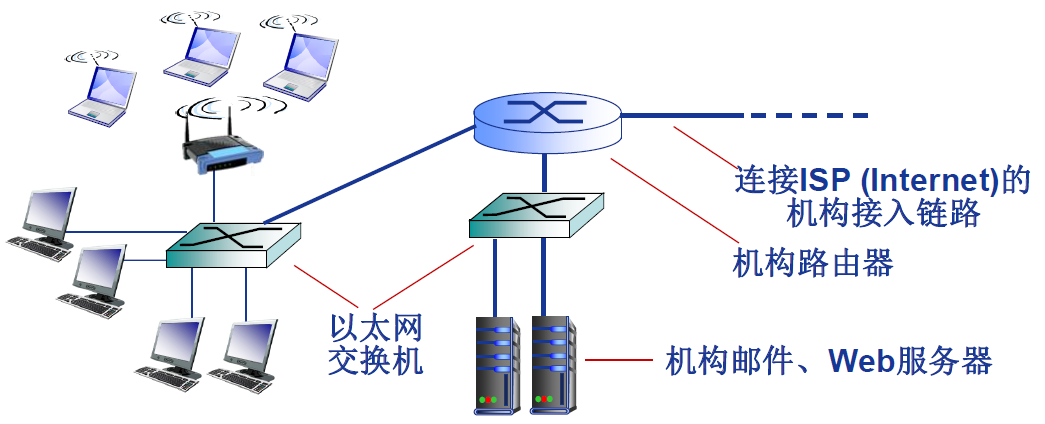 连接ISP (Internet)的
机构接入链路
机构路由器
以太网
交换机
机构邮件、Web服务器